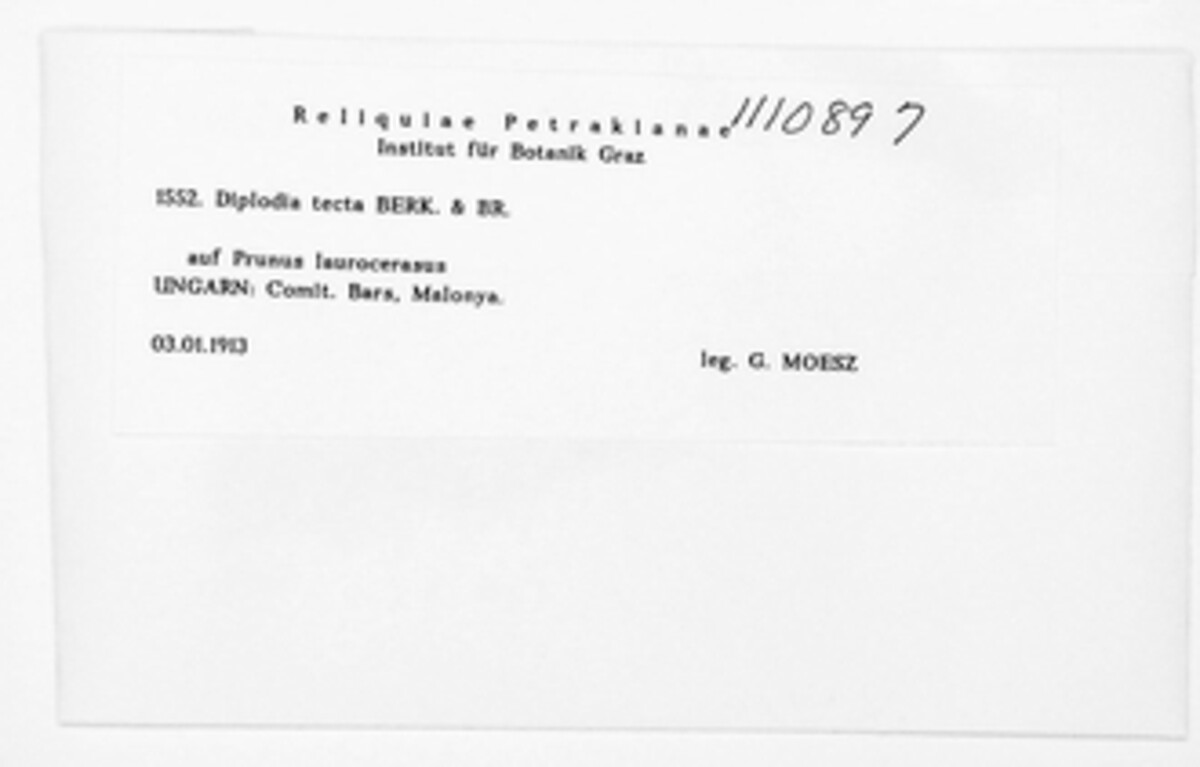 Reliquiae Petrakianae 1110897
Institut für Botanik Graz
1552. Diplodia tecta BERK. & BR.
auf Prunus laurocerasus
UNGARN: Comit. Bars, Malonya.
03.01.1913
leg. G. MOESZ